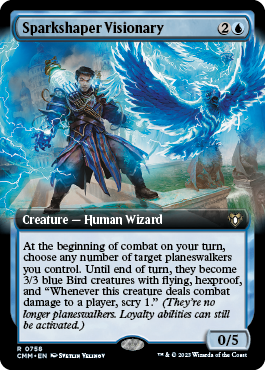 Sparkshaper Visionary 2
Creature — Human Wizard
At the beginning of combat on your turn,
choose any number of target planeswalkers
you control. Until end of turn, they become
3/3 blue Bird creatures with flying, hexproof,
and “Whenever this creature deals combat
damage to a player, scry 1.” (They’re no
longer planeswalkers. Loyalty abilities can still
be activated.)
0/5
R 0756
CMM • EN Svetlin Velinov
™ & © 2023 Wizards of the Coast